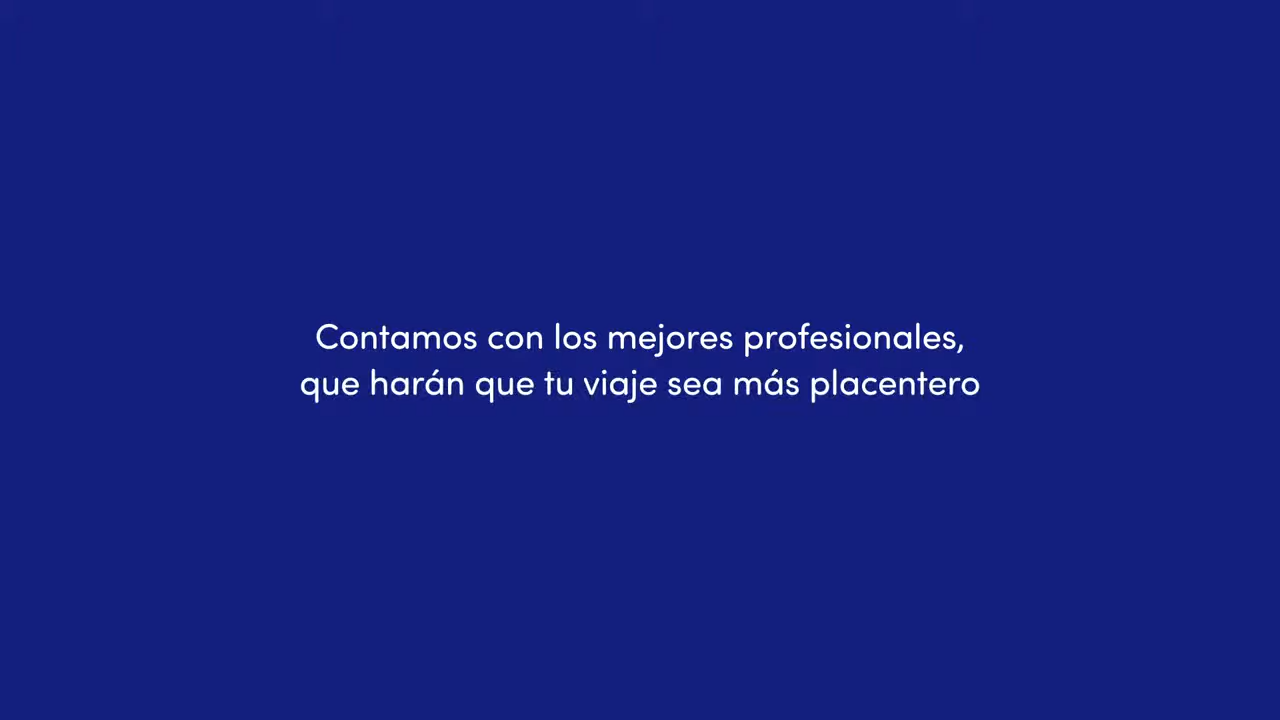 Contamos con los mejores profesionales,
que harán que tu viaje sea más placentero